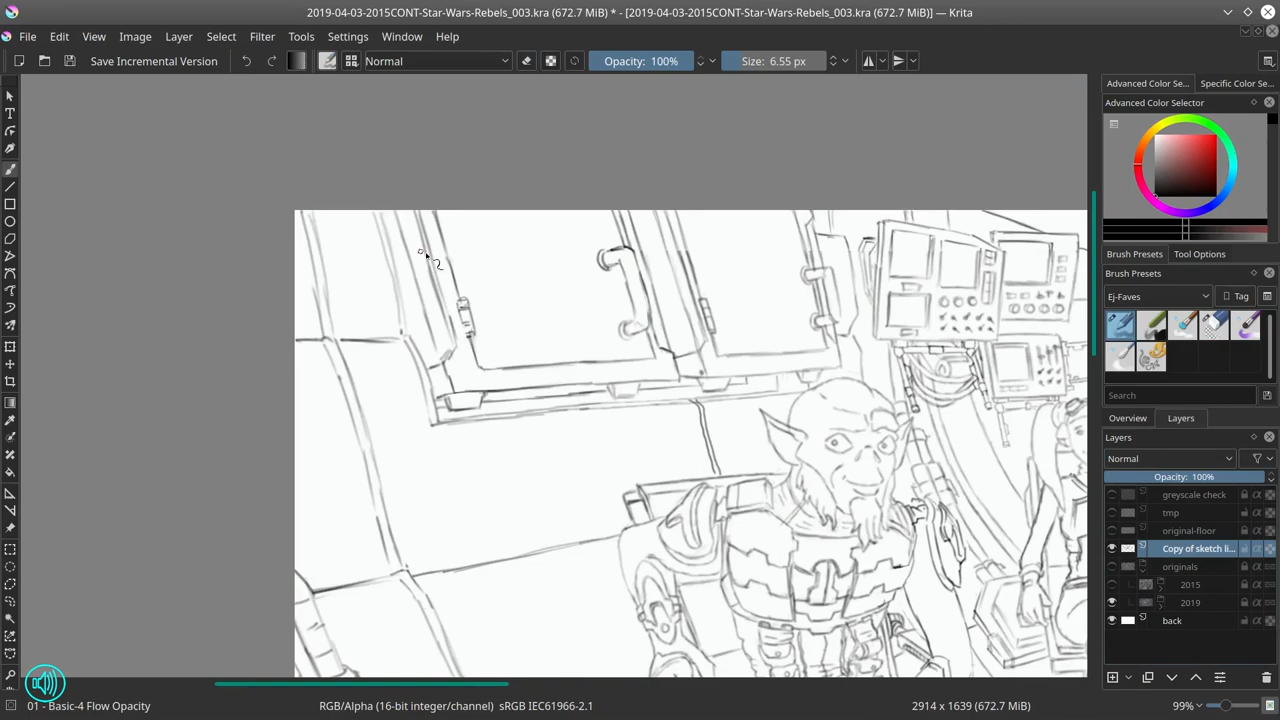 2019-04-03-2015CONT-Star-Wars-Rebels_003.kra (672.7 MiB) * - [2019-04-03-2015CONT-Star-Wars-Rebels_003.kra (672.7 MiB)] — Krita
File Edit View Image Layer Select Filter Tools Settings Window Help
Save Incremental Version Normal Opacity: 100% Size: 6.55 px
Advanced Color Se... Specific Color Se...
Advanced Color Selector
Brush Presets Tool Options
Brush Presets
Ej-Faves Tag
Search
Overview Layers
Layers
Normal
Opacity: 100%
greyscale check
tmp
original-floor
Copy of sketch li...
originals
2015
2019
back
01 - Basic-4 Flow Opacity RGB/Alpha (16-bit integer/channel) sRGB IEC61966-2.1 2914 x 1639 (672.7 MiB) 99%